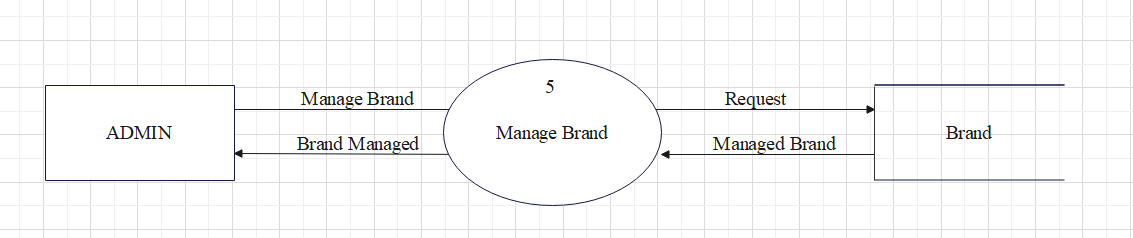 5
Manage Brand
Request
ADMIN
Manage Brand
Brand
Brand Managed
Managed Brand